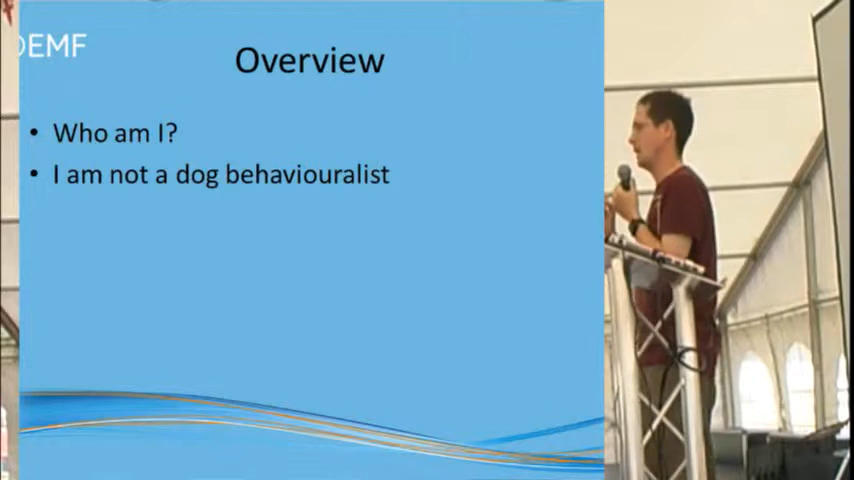 EMF
Overview
• Who am I?
• I am not a dog behaviouralist